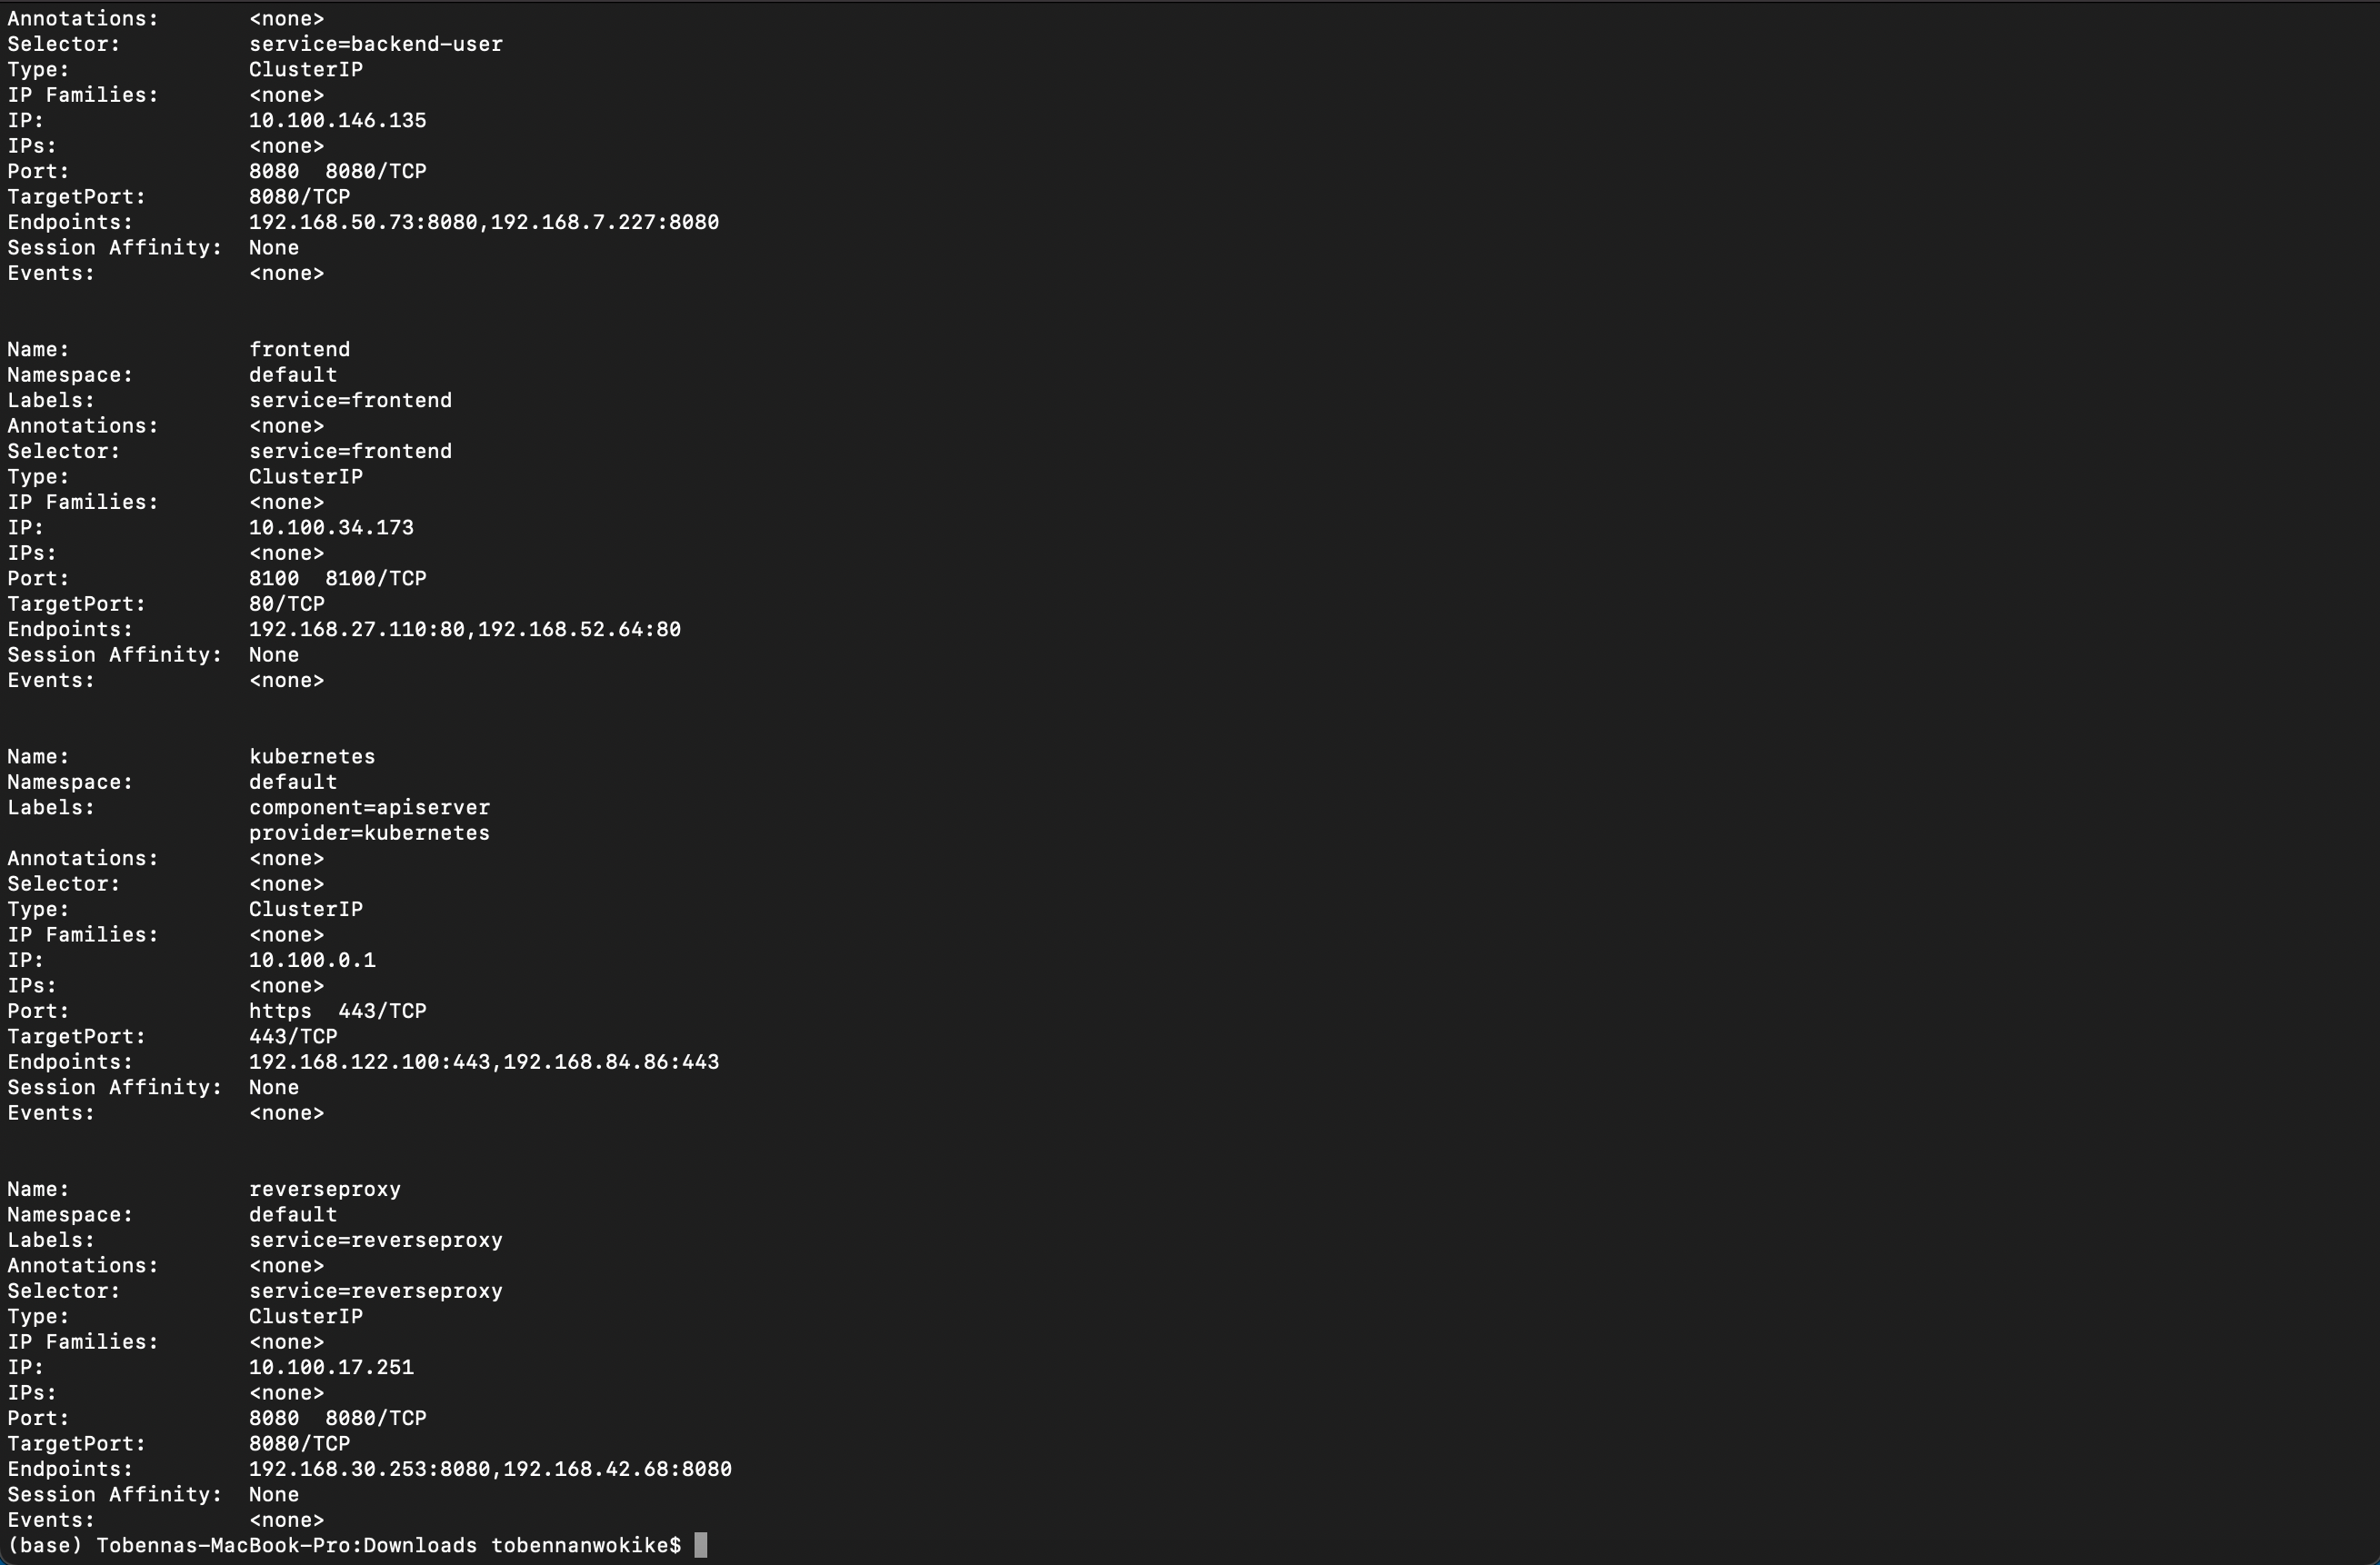 Annotations:       <none>
Selector:          service=backend-user
Type:              ClusterIP
IP Families:       <none>
IP:                10.100.146.135
IPs:               <none>
Port:              8080  8080/TCP
TargetPort:        8080/TCP
Endpoints:         192.168.50.73:8080,192.168.7.227:8080
Session Affinity:  None
Events:            <none>

Name:              frontend
Namespace:         default
Labels:            service=frontend
Annotations:       <none>
Selector:          service=frontend
Type:              ClusterIP
IP Families:       <none>
IP:                10.100.34.173
IPs:               <none>
Port:              8100  8100/TCP
TargetPort:        80/TCP
Endpoints:         192.168.27.110:80,192.168.52.64:80
Session Affinity:  None
Events:            <none>

Name:              kubernetes
Namespace:         default
Labels:            component=apiserver
                   provider=kubernetes
Annotations:       <none>
Selector:          <none>
Type:              ClusterIP
IP Families:       <none>
IP:                10.100.0.1
IPs:               <none>
Port:              https  443/TCP
TargetPort:        443/TCP
Endpoints:         192.168.122.100:443,192.168.84.86:443
Session Affinity:  None
Events:            <none>

Name:              reverseproxy
Namespace:         default
Labels:            service=reverseproxy
Annotations:       <none>
Selector:          service=reverseproxy
Type:              ClusterIP
IP Families:       <none>
IP:                10.100.17.251
IPs:               <none>
Port:              8080  8080/TCP
TargetPort:        8080/TCP
Endpoints:         192.168.30.253:8080,192.168.42.68:8080
Session Affinity:  None
Events:            <none>
(base) Tobennas-MacBook-Pro:Downloads tobennanwokike$